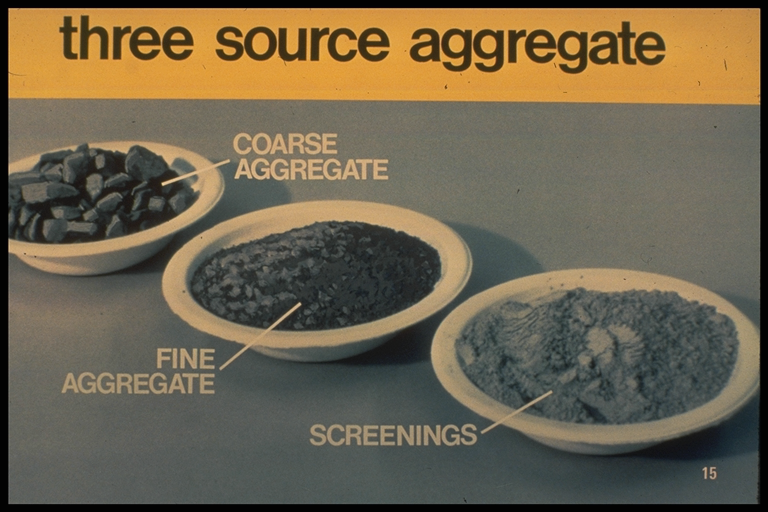 three source aggregate
COARSE
AGGREGATE
FINE
AGGREGATE
SCREENINGS
15